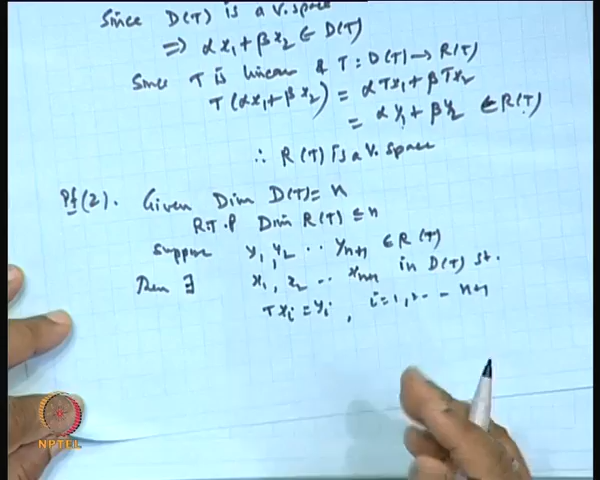 Since D(T) is a V. space
=> αx₁ + βx₂ ∈ D(T)
Since T is linear & T : D(T) → R(T)
T(αx₁ + βx₂) = αTx₁ + βTx₂
= αy₁ + βy₂ ∈ R(T)
∴ R(T) is a V. space
Pf(2). Given Dim D(T) = n
R.T.P Dim R(T) ≤ n
Suppose y₁, y₂ .. yₙ₊₁ ∈ R(T)
Then ∃ x₁, x₂ .. xₙ₊₁ in D(T) st.
Txᵢ = yᵢ, i=1, 2 - - n+1
NPTEL